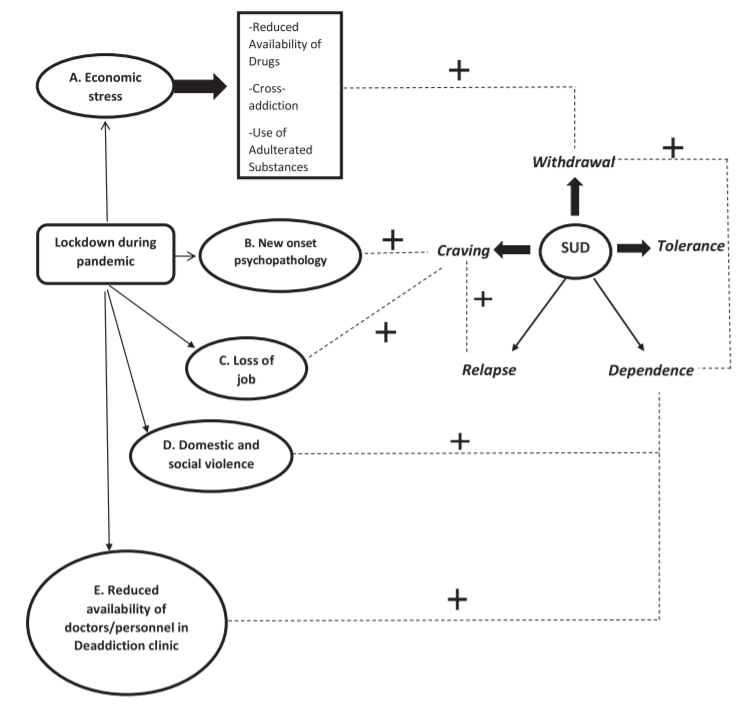 A. Economic
stress
-Reduced
Availability of
Drugs
-Cross-
addiction
-Use of
Adulterated
Substances
+
+
Withdrawal
Lockdown during
pandemic
B. New onset
psychopathology
+
Craving
SUD
Tolerance
+
+
C. Loss of
job
Relapse
Dependence
D. Domestic and
social violence
+
E. Reduced
availability of
doctors/personnel in
Deaddiction clinic
+